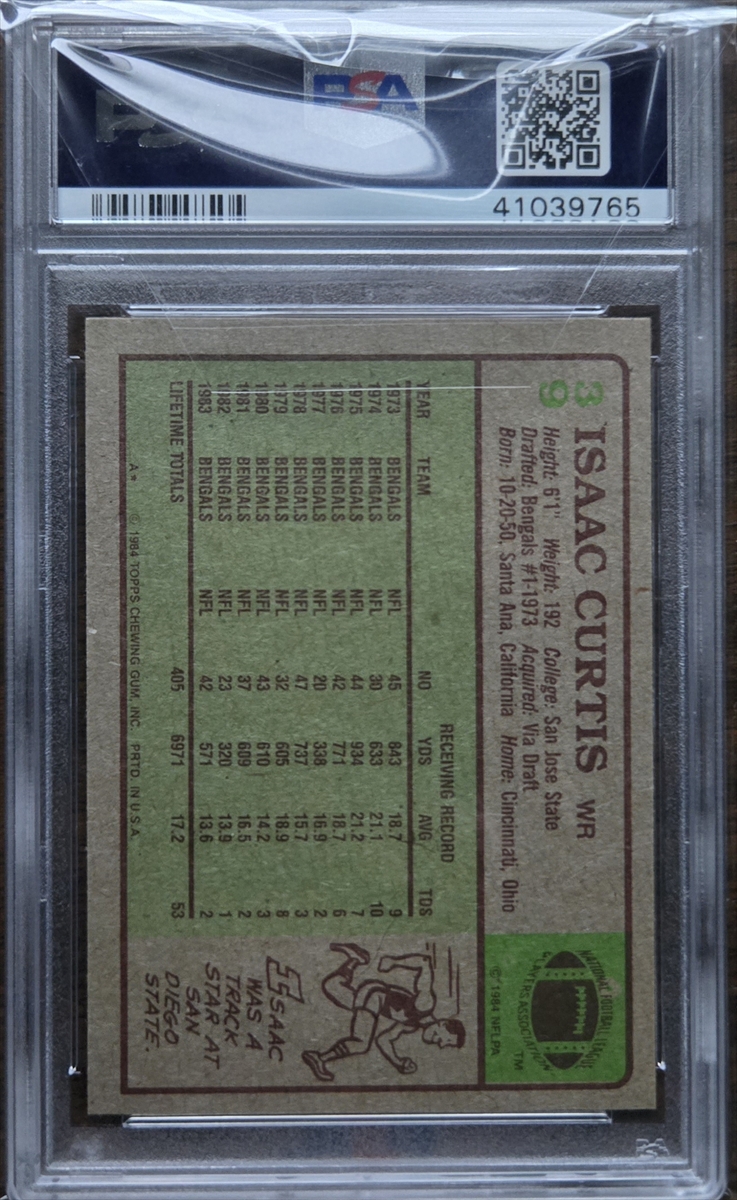 PSA
41039765
39
ISAAC CURTIS WR
Height: 6'1" Weight: 192 College: San Jose State
Drafted: Bengals #1-1973 Acquired: Via Draft
Born: 10-20-50, Santa Ana, California Home: Cincinnati, Ohio
NATIONAL FOOTBALL LEAGUE
PLAYERS ASSOCIATION
TM
© 1984 NFLPA
RECEIVING RECORD
YEAR TEAM NO YDS AVG TDS
1973 BENGALS NFL 45 843 18.7 9
1974 BENGALS NFL 30 633 21.1 10
1975 BENGALS NFL 44 934 21.2 7
1976 BENGALS NFL 42 771 18.7 6
1977 BENGALS NFL 20 338 16.9 2
1978 BENGALS NFL 47 737 15.7 3
1979 BENGALS NFL 32 605 18.9 8
1980 BENGALS NFL 43 610 14.2 3
1981 BENGALS NFL 37 609 16.5 2
1982 BENGALS NFL 23 320 13.9 1
1983 BENGALS NFL 42 571 13.6 2
LIFETIME TOTALS 405 6971 17.2 53
A* © 1984 TOPPS CHEWING GUM, INC. PRTD. IN U.S.A.
ISAAC
WAS A
TRACK
STAR AT
SAN
DIEGO
STATE.
PSA